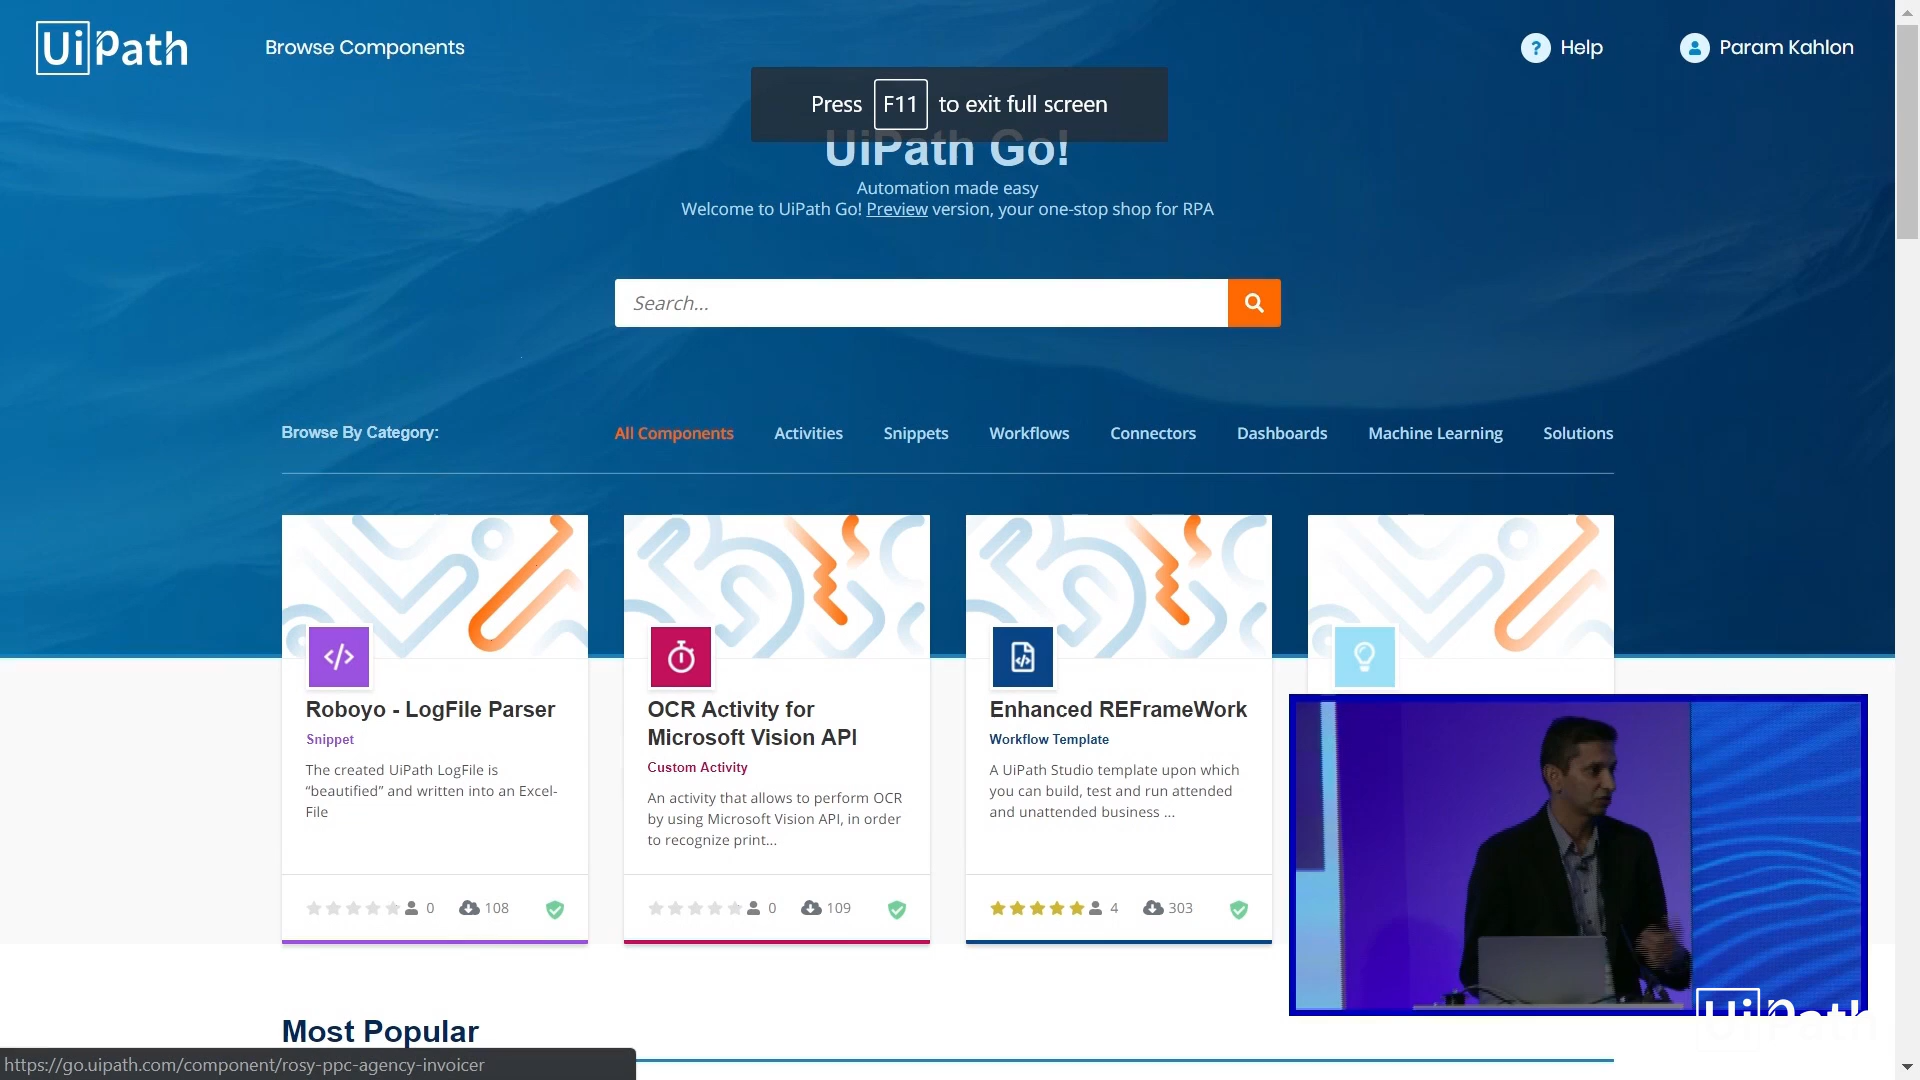 UiPath
Browse Components
Help
Param Kahlon
Press F11 to exit full screen
UiPath Go!
Automation made easy
Welcome to UiPath Go! Preview version, your one-stop shop for RPA
Search...
Browse By Category:
All Components
Activities
Snippets
Workflows
Connectors
Dashboards
Machine Learning
Solutions
Roboyo - LogFile Parser
Snippet
The created UiPath LogFile is
“beautified” and written into an Excel-
File
0
108
OCR Activity for
Microsoft Vision API
Custom Activity
An activity that allows to perform OCR
by using Microsoft Vision API, in order
to recognize print...
0
109
Enhanced REFrameWork
Workflow Template
A UiPath Studio template upon which
you can build, test and run attended
and unattended business ...
4
303
UiPath
Most Popular
https://go.uipath.com/component/rosy-ppc-agency-invoicer